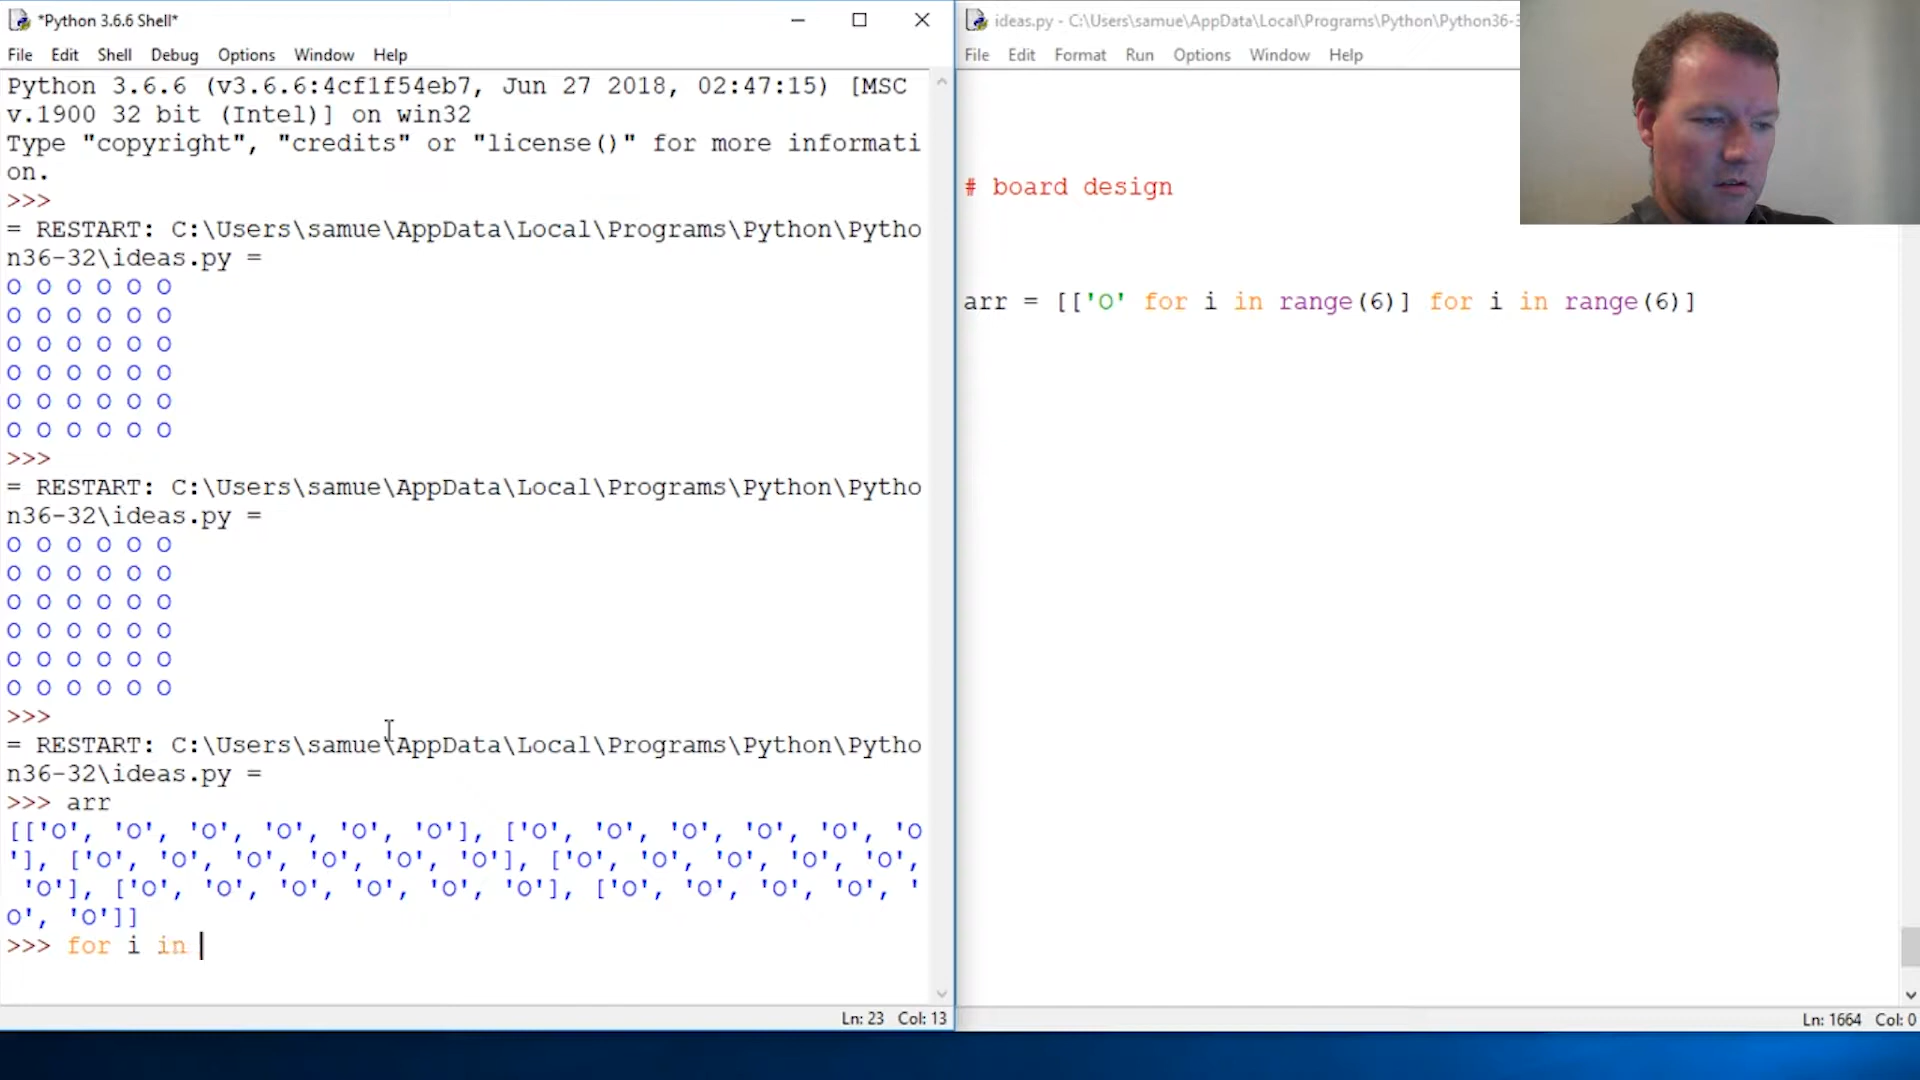 *Python 3.6.6 Shell*
File Edit Shell Debug Options Window Help
Python 3.6.6 (v3.6.6:4cf1f54eb7, Jun 27 2018, 02:47:15) [MSC
v.1900 32 bit (Intel)] on win32
Type "copyright", "credits" or "license()" for more informati
on.
>>>
= RESTART: C:\Users\samue\AppData\Local\Programs\Python\Pytho
n36-32\ideas.py =
O O O O O O
O O O O O O
O O O O O O
O O O O O O
O O O O O O
O O O O O O
>>>
= RESTART: C:\Users\samue\AppData\Local\Programs\Python\Pytho
n36-32\ideas.py =
O O O O O O
O O O O O O
O O O O O O
O O O O O O
O O O O O O
O O O O O O
>>>
= RESTART: C:\Users\samue\AppData\Local\Programs\Python\Pytho
n36-32\ideas.py =
>>> arr
[['O', 'O', 'O', 'O', 'O', 'O'], ['O', 'O', 'O', 'O', 'O', 'O
'], ['O', 'O', 'O', 'O', 'O', 'O'], ['O', 'O', 'O', 'O', 'O',
 'O'], ['O', 'O', 'O', 'O', 'O', 'O'], ['O', 'O', 'O', 'O', '
O', 'O']]
>>> for i in
Ln: 23 Col: 13
ideas.py - C:\Users\samue\AppData\Local\Programs\Python\Python36-3
File Edit Format Run Options Window Help
# board design
arr = [['O' for i in range(6)] for i in range(6)]
Ln: 1664 Col: 0